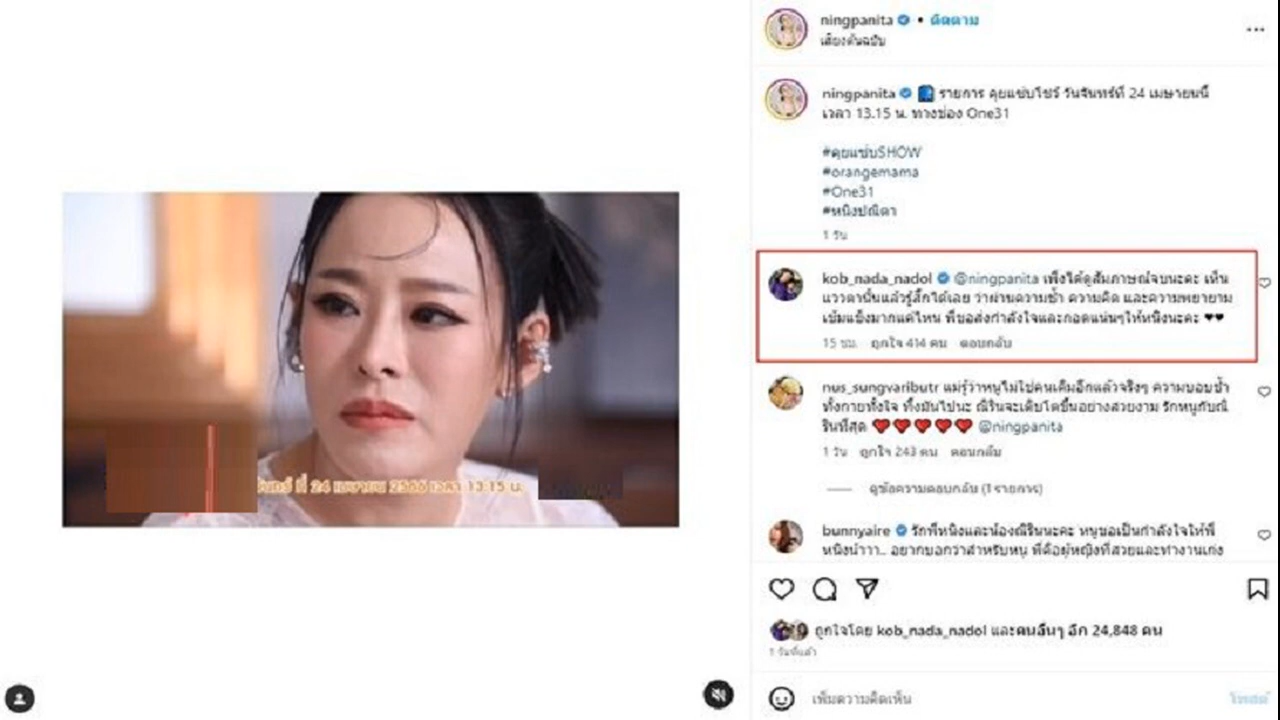 ningpanita • ติดตาม
เสียงต้นฉบับ
ningpanita รายการ คุยแซ่บโชว์ วันจันทร์ที่ 24 เมษายนนี้
เวลา 13.15 น. ทางช่อง One31
#คุยแซ่บSHOW
#orangemama
#One31
#หนิงปณิตา
1 วัน
kob_nada_nadol @ningpanita เพิ่งได้ดูสัมภาษณ์จบนะคะ เห็น
แววตานั้นแล้วรู้สึกได้เลย ว่าผ่านความช้ำ ความคิด และความพยายาม
เข้มแข็งมากแค่ไหน พี่ขอส่งกำลังใจและกอดแน่นๆให้หนิงนะคะ ❤❤
15 ชม. ถูกใจ 414 คน ตอบกลับ
nus_sungvaributr แม่รู้ว่าหนูไม่ใช่คนเดิมอีกแล้วจริงๆ ความบอบช้ำ
ทั้งกายทั้งใจ ทิ้งมันไปนะ ณิรินจะเติบโตขึ้นอย่างสวยงาม รักหนูกับณิ
รินที่สุด ❤️❤️❤️❤️❤️ @ningpanita
1 วัน ถูกใจ 243 คน ตอบกลับ
ดูข้อความตอบกลับ (1 รายการ)
bunnyaire รักพี่หนิงและน้องณิรินนะคะ หนูขอเป็นกำลังใจให้พี่
หนิงน้าาา.. อยากบอกว่าสำหรับหนู พี่คือผู้หญิงที่สวยและทำงานเก่ง
ถูกใจโดย kob_nada_nadol และคนอื่นๆ อีก 24,848 คน
1 วันที่แล้ว
เพิ่มความคิดเห็น
โพสต์
ที่ 24 เมษายน 2566 เวลา 13.15 น.